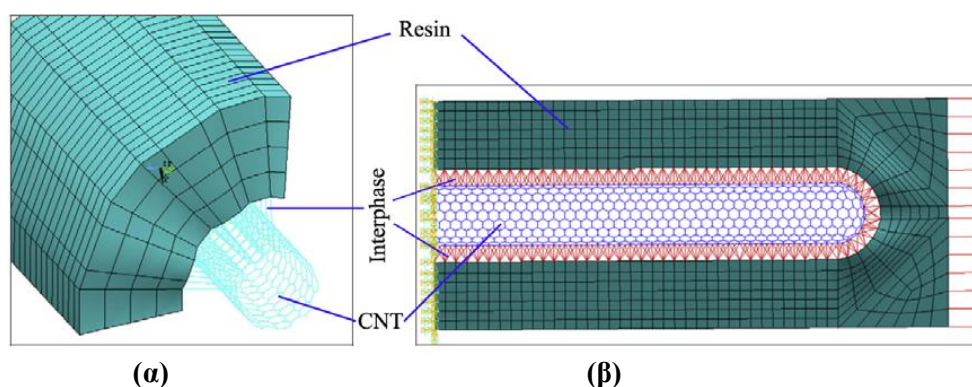 Resin
Interphase
CNT
(α)
(β)